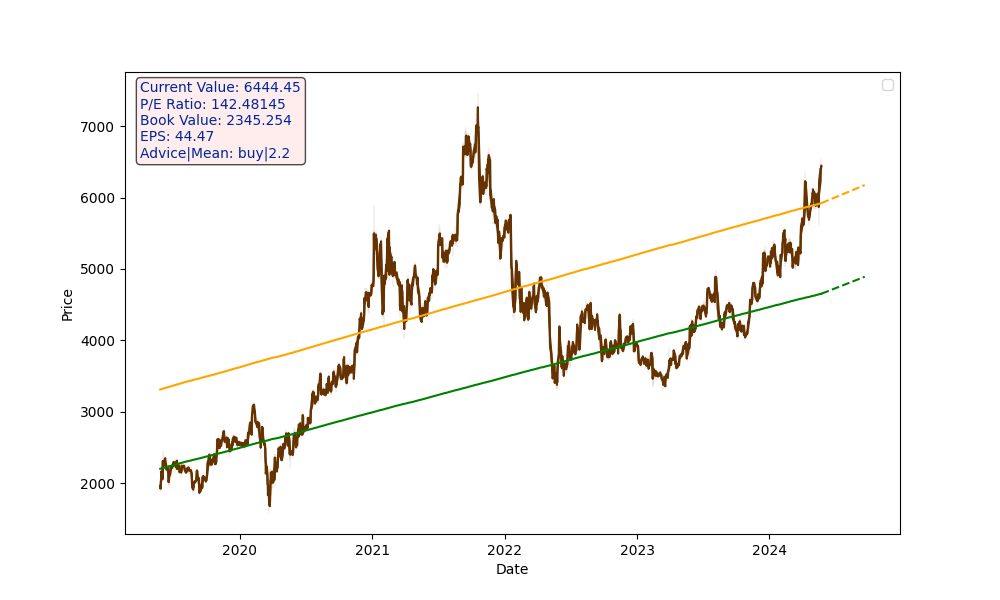 Current Value: 6444.45
P/E Ratio: 142.48145
Book Value: 2345.254
EPS: 44.47
Advice|Mean: buy|2.2
7000
6000
5000
4000
3000
2000
Price
2020 2021 2022 2023 2024
Date